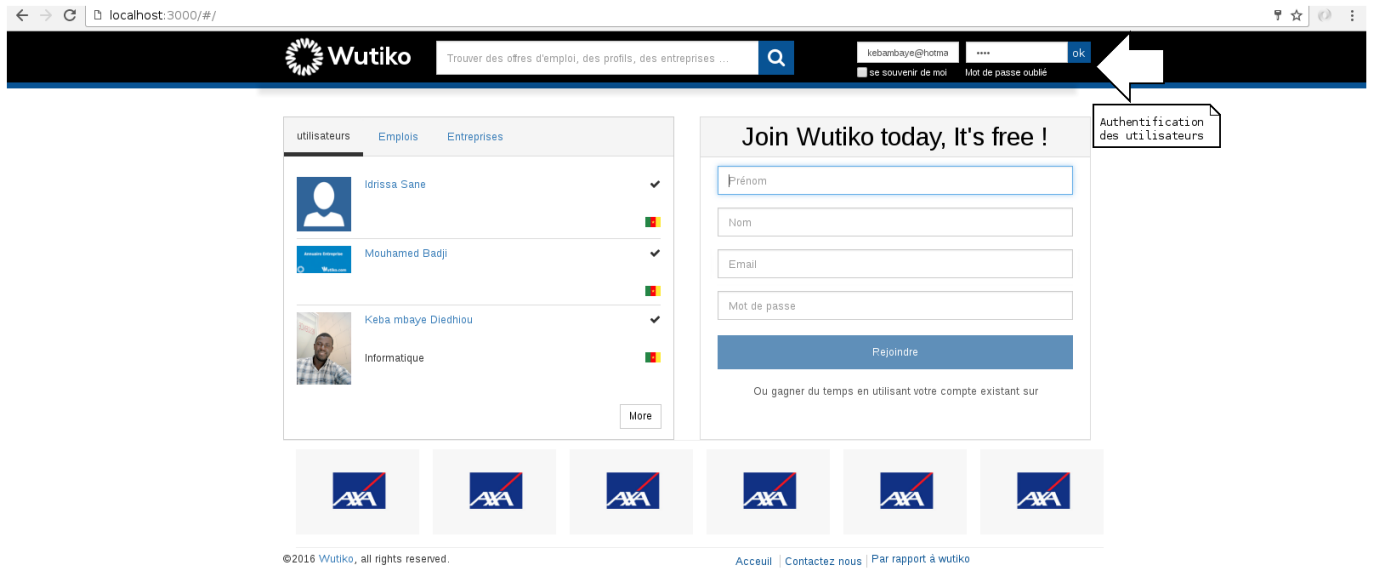 localhost:3000/#/
Wutiko
Trouver des offres d'emploi, des profils, des entreprises ...
kebambaye@hotma
ok
se souvenir de moi
Mot de passe oublié
Authentification
des utilisateurs
utilisateurs
Emplois
Entreprises
Idrissa Sane
Mouhamed Badji
Keba mbaye Diedhiou
Informatique
More
Join Wutiko today, It's free !
Prénom
Nom
Email
Mot de passe
Rejoindre
Ou gagner du temps en utilisant votre compte existant sur
AXA
AXA
AXA
AXA
AXA
AXA
©2016 Wutiko, all rights reserved.
Acceuil
Contactez nous
Par rapport à wutiko